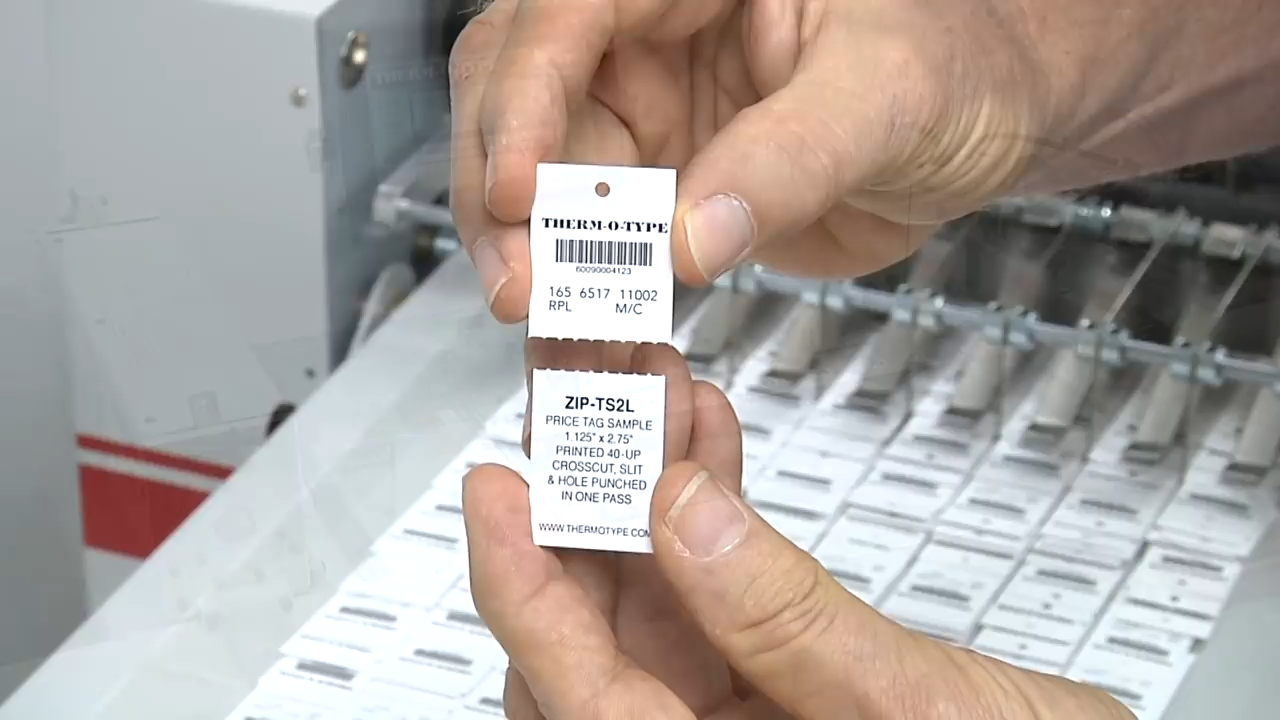 THERM-O-TYPE
60090004123
165 6517 11002
RPL M/C
ZIP-TS2L
PRICE TAG SAMPLE
1.125" x 2.75"
PRINTED 40-UP
CROSSCUT, SLIT
& HOLE PUNCHED
IN ONE PASS
WWW.THERMOTYPE.COM